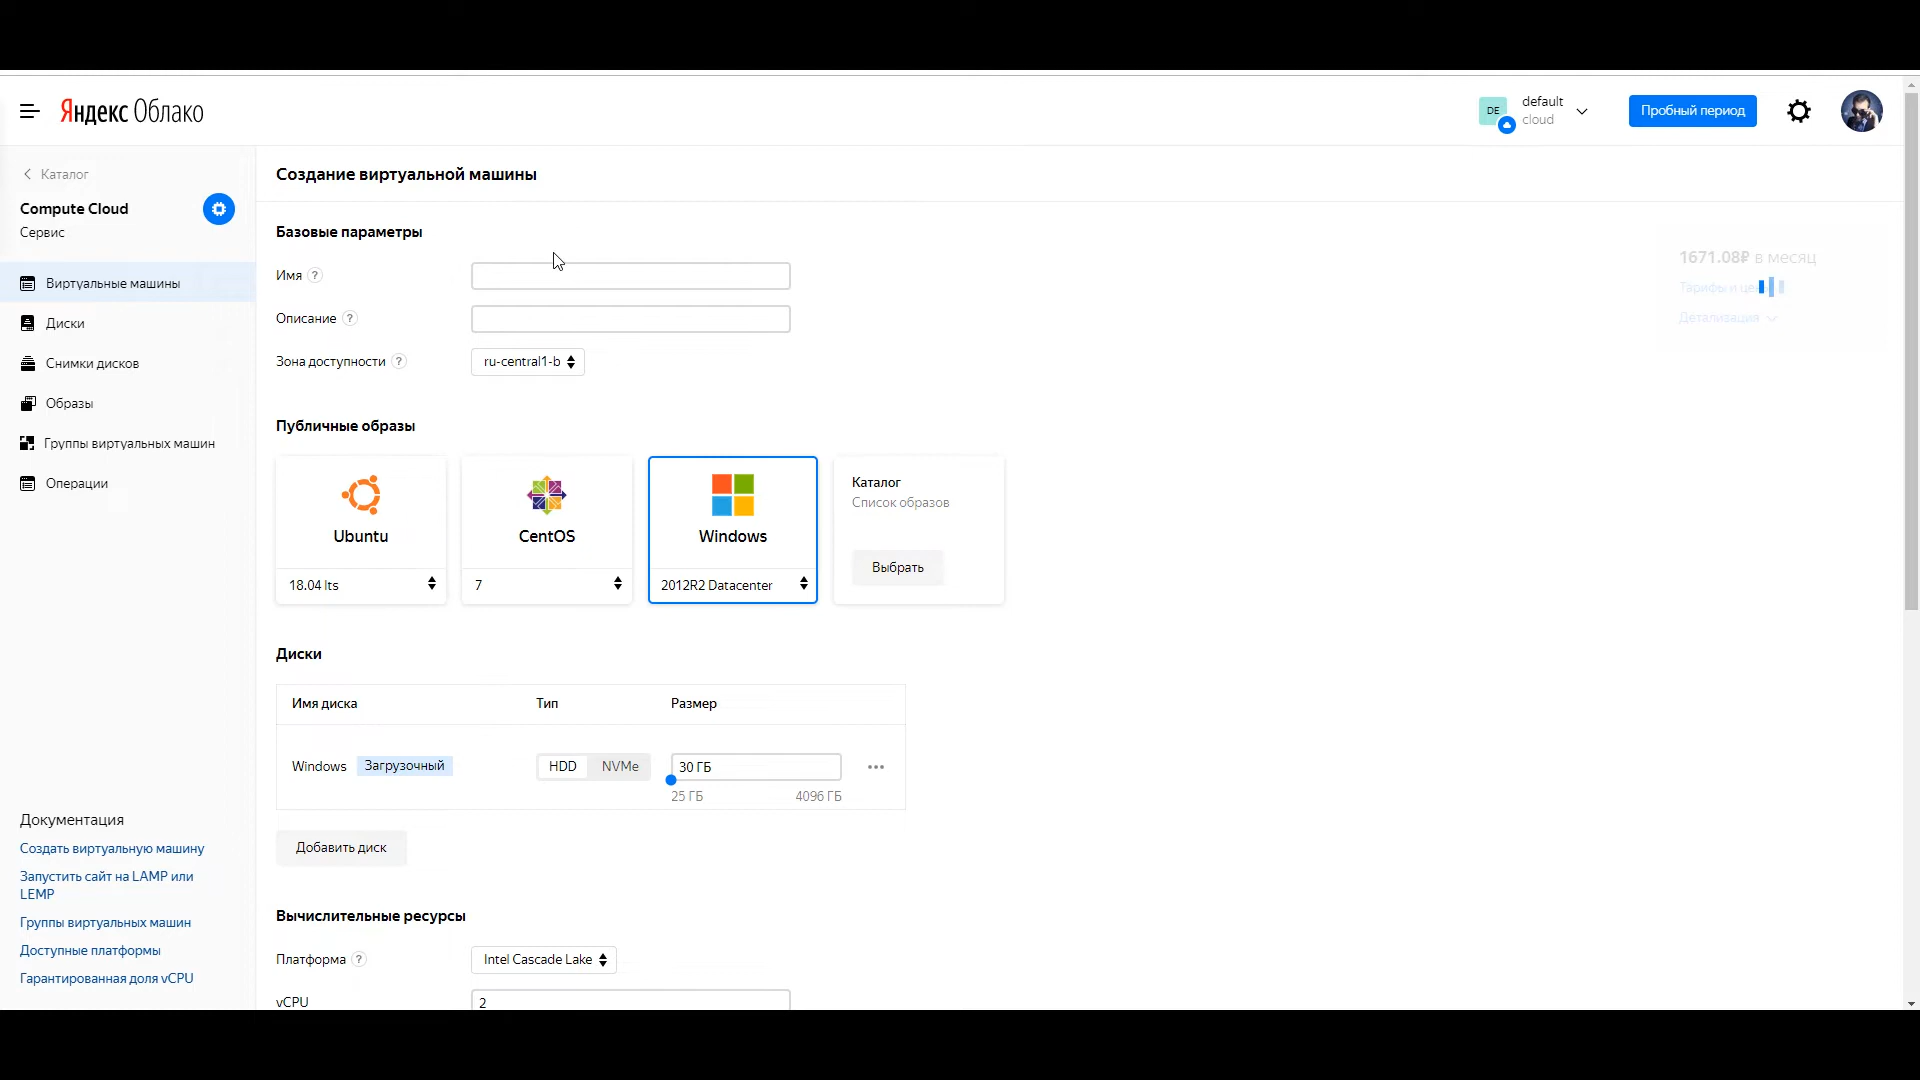 Яндекс Облако
DE
default
cloud
Пробный период
Каталог
Compute Cloud
Сервис
Виртуальные машины
Диски
Снимки дисков
Образы
Группы виртуальных машин
Операции
Документация
Создать виртуальную машину
Запустить сайт на LAMP или
LEMP
Группы виртуальных машин
Доступные платформы
Гарантированная доля vCPU
Создание виртуальной машины
Базовые параметры
Имя ?
Описание ?
Зона доступности ? ru-central1-b
1671.08₽ в месяц
Тарифы и
Детализация
Публичные образы
Ubuntu
18.04 lts
CentOS
7
Windows
2012R2 Datacenter
Каталог
Список образов
Выбрать
Диски
Имя диска Тип Размер
Windows Загрузочный HDD NVMe 30 ГБ
25 ГБ 4096 ГБ
Добавить диск
Вычислительные ресурсы
Платформа ? Intel Cascade Lake
vCPU 2